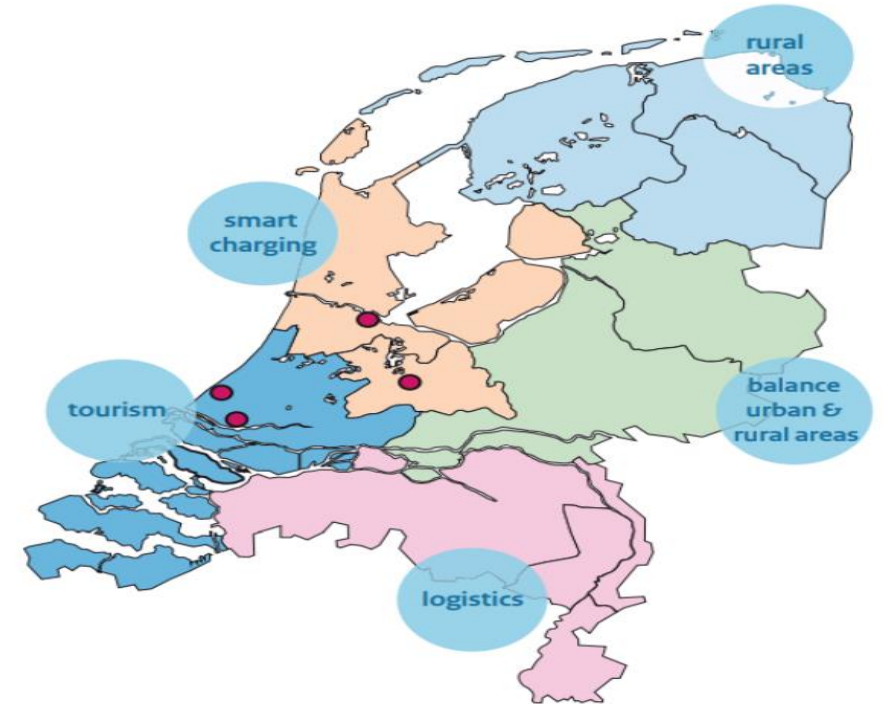 rural
areas
smart
charging
tourism
balance
urban &
rural areas
logistics